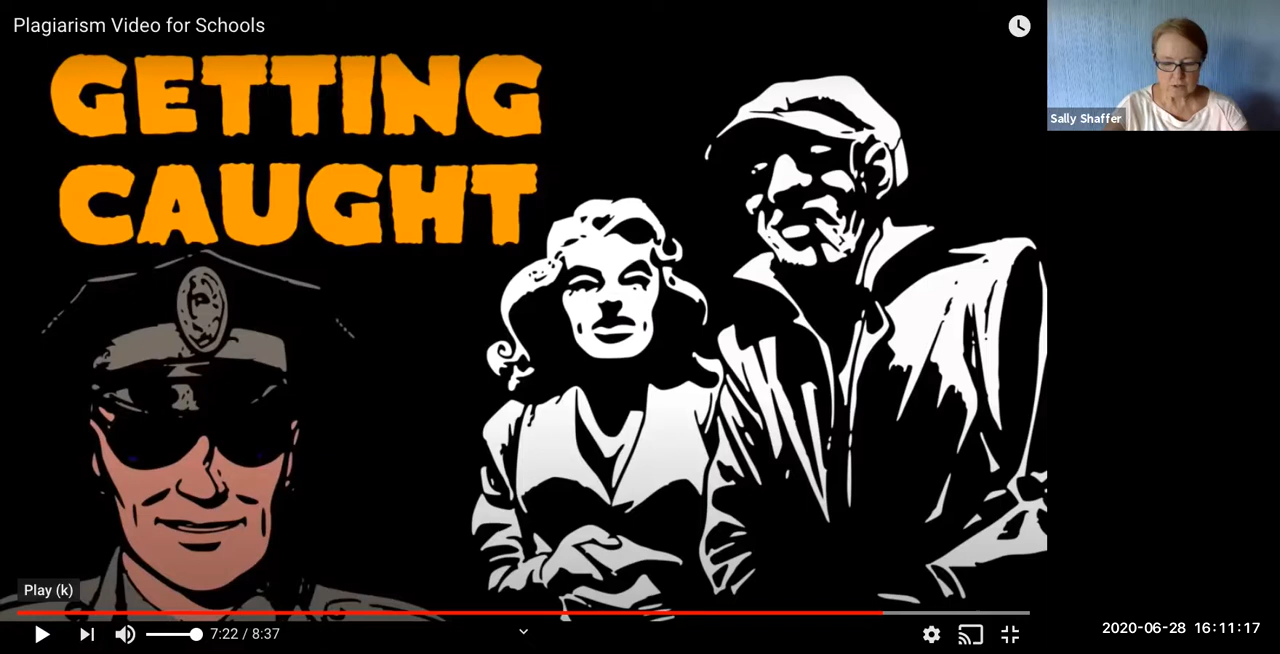 Plagiarism Video for Schools
GETTING
CAUGHT
Sally Shaffer
Play (k)
7:22 / 8:37
2020-06-28 16:11:17